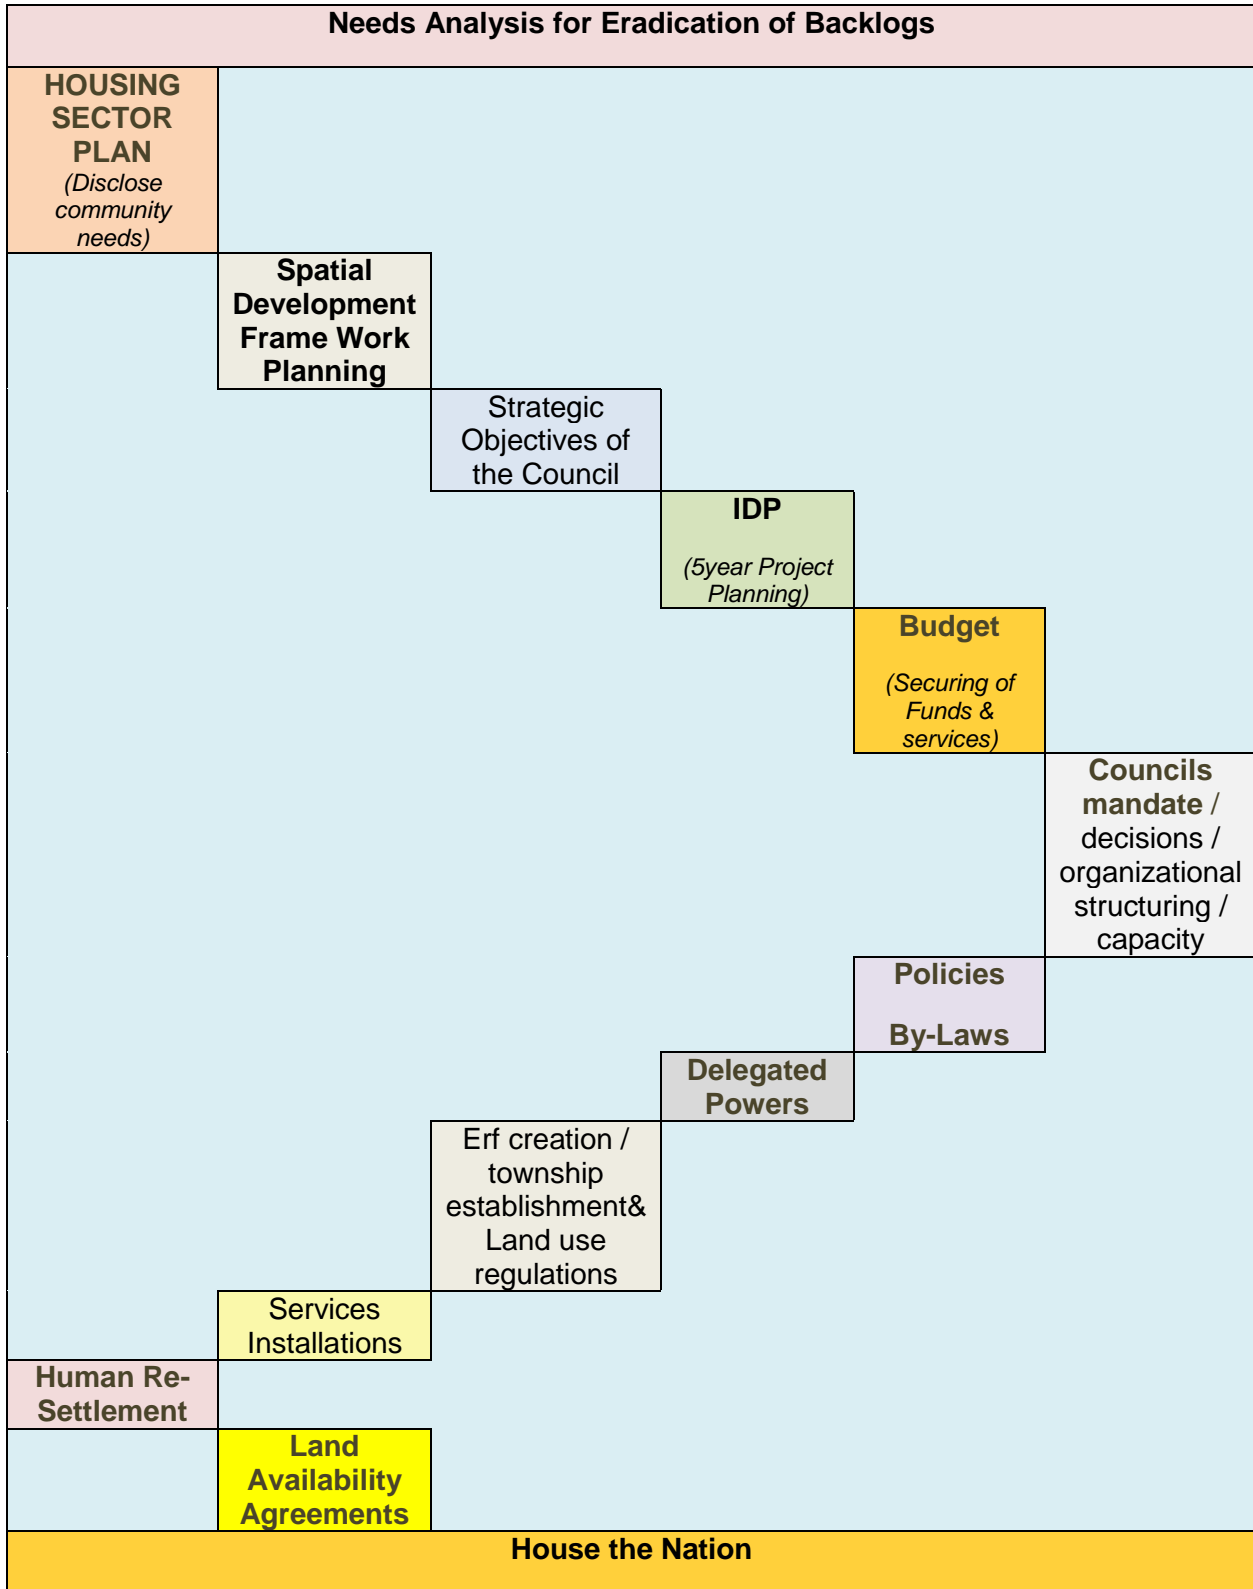 Needs Analysis for Eradication of Backlogs
HOUSING
SECTOR
PLAN
(Disclose
community
needs)
Spatial
Development
Frame Work
Planning
Strategic
Objectives of
the Council
IDP
(5year Project
Planning)
Budget
(Securing of
Funds &
services)
Councils
mandate /
decisions /
organizational
structuring /
capacity
Policies
By-Laws
Delegated
Powers
Erf creation /
township
establishment&
Land use
regulations
Services
Installations
Human Re-
Settlement
Land
Availability
Agreements
House the Nation